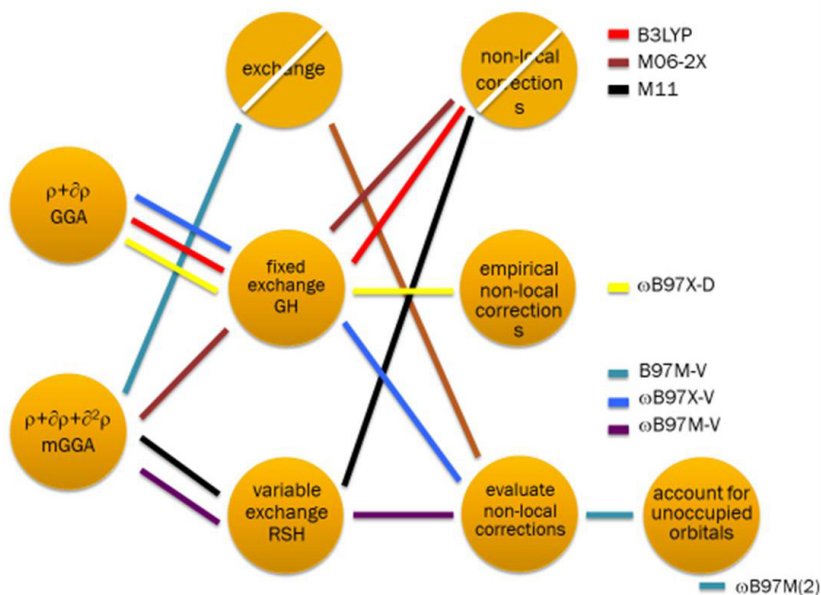 exchange
non-local
correction
s
B3LYP
M06-2X
M11
ρ+∂ρ
GGA
fixed
exchange
GH
empirical
non-local
correction
s
ωB97X-D
B97M-V
ωB97X-V
ωB97M-V
ρ+∂ρ+∂²ρ
mGGA
variable
exchange
RSH
evaluate
non-local
corrections
account for
unoccupied
orbitals
ωB97M(2)